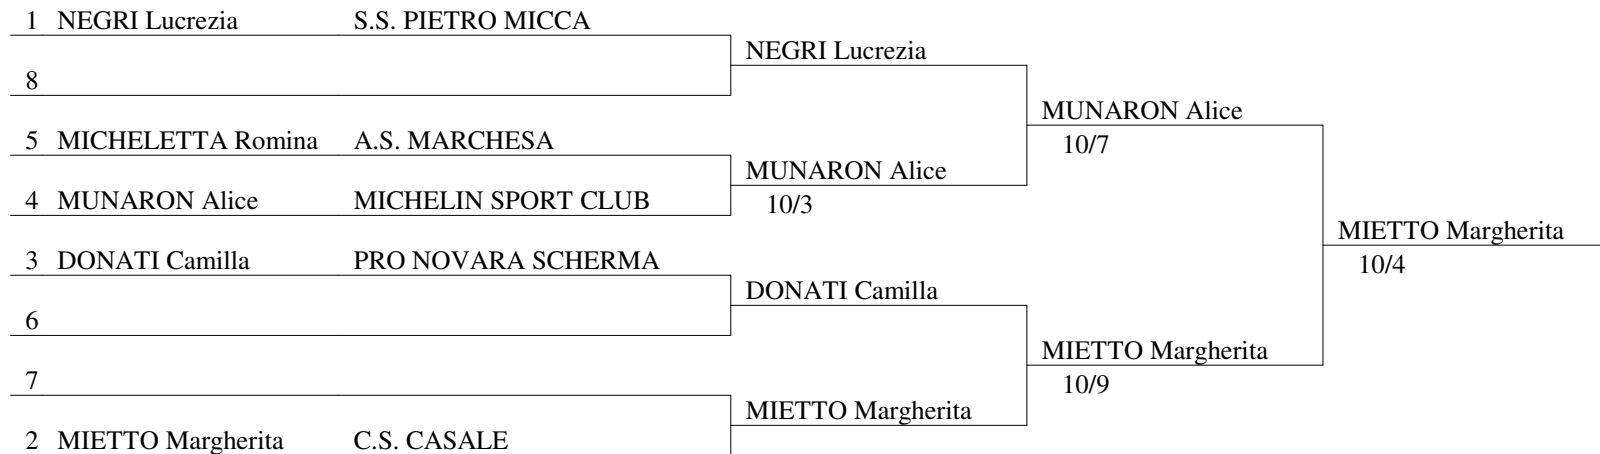 1 NEGRI Lucrezia S.S. PIETRO MICCA
NEGRI Lucrezia
8
MUNARON Alice
5 MICHELETTA Romina A.S. MARCHESA
10/7
MUNARON Alice
4 MUNARON Alice MICHELIN SPORT CLUB
10/3
MIETTO Margherita
3 DONATI Camilla PRO NOVARA SCHERMA
10/4
DONATI Camilla
6
MIETTO Margherita
7
10/9
MIETTO Margherita
2 MIETTO Margherita C.S. CASALE